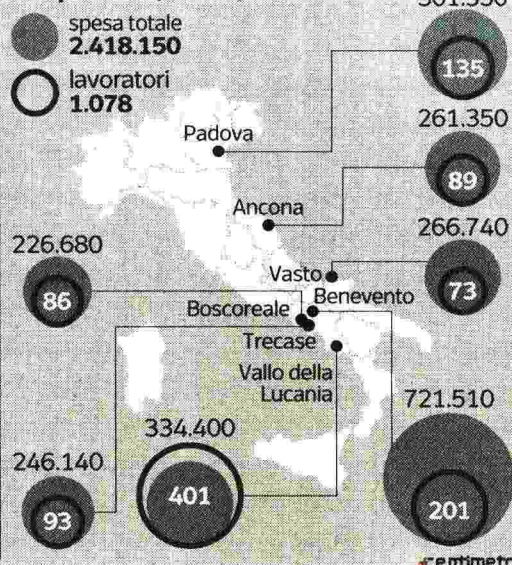 spesa totale
2.418.150
lavoratori
1.078
135
Padova
261.350
89
Ancona
266.740
226.680
73
Vasto
86
Benevento
Boscoreale
Trecase
Vallo della
Lucania
721.510
334.400
246.140
401
93
201